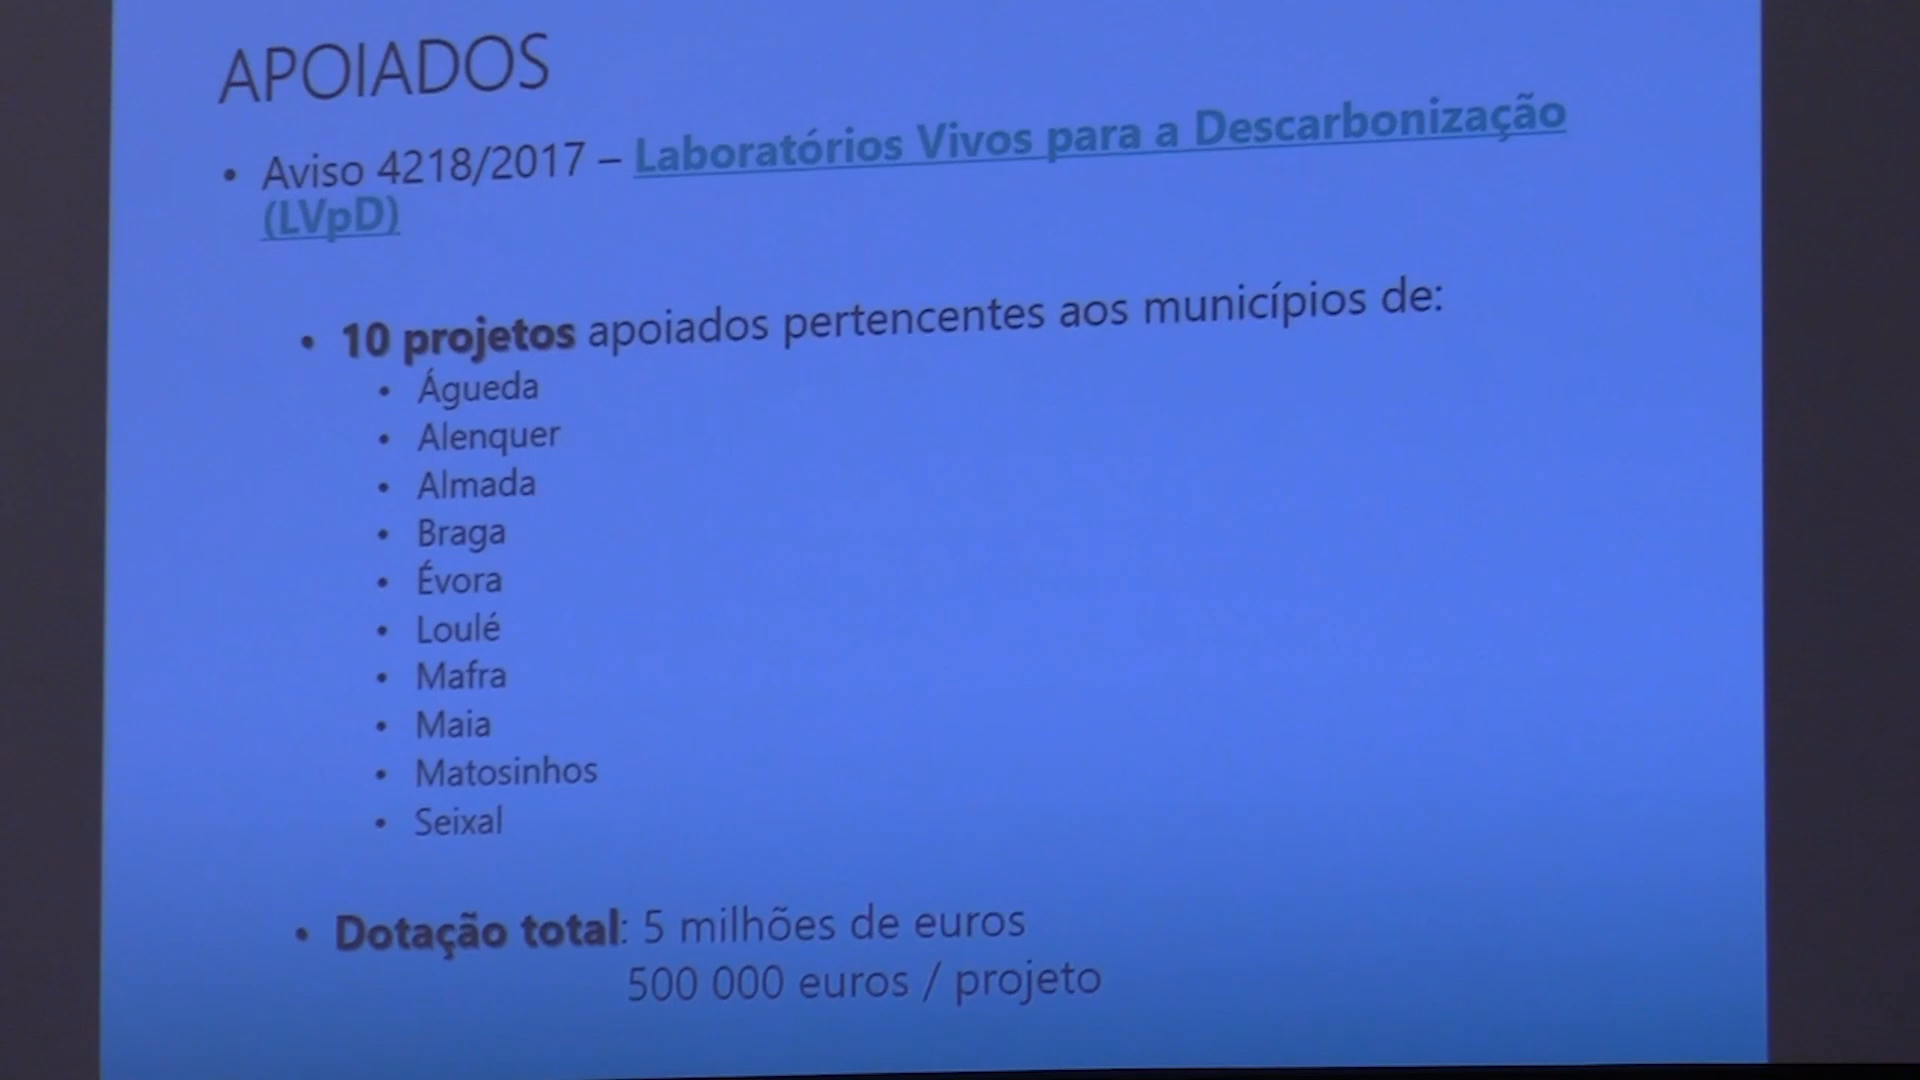 APOIADOS
• Aviso 4218/2017 – Laboratórios Vivos para a Descarbonização
(LVpD)
• 10 projetos apoiados pertencentes aos municípios de:
• Águeda
• Alenquer
• Almada
• Braga
• Évora
• Loulé
• Mafra
• Maia
• Matosinhos
• Seixal
• Dotação total: 5 milhões de euros
500 000 euros / projeto